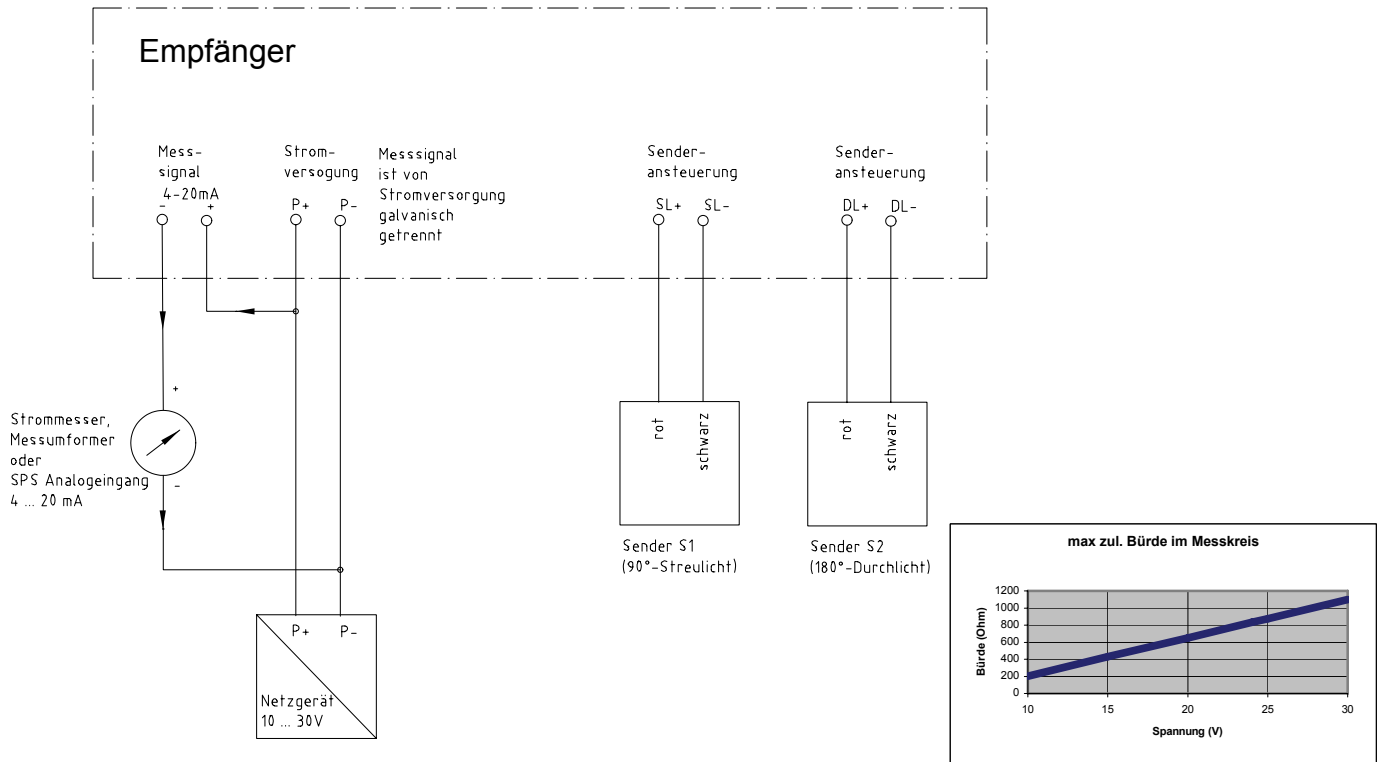 Empfänger
Mess-
signal
4-20mA
- +
Strom-
versogung
P+ P-
Messsignal
ist von
Stromversorgung
galvanisch
getrennt
Sender-
ansteuerung
SL+ SL-
Sender-
ansteuerung
DL+ DL-
+
Strommesser,
Messumformer
oder
SPS Analogeingang
4 ... 20 mA
-
rot
schwarz
Sender S1
(90°-Streulicht)
rot
schwarz
Sender S2
(180°-Durchlicht)
P+ P-
Netzgerät
10 ... 30V
max zul. Bürde im Messkreis
Bürde (Ohm)
1200
1000
800
600
400
200
0
10 15 20 25 30
Spannung (V)